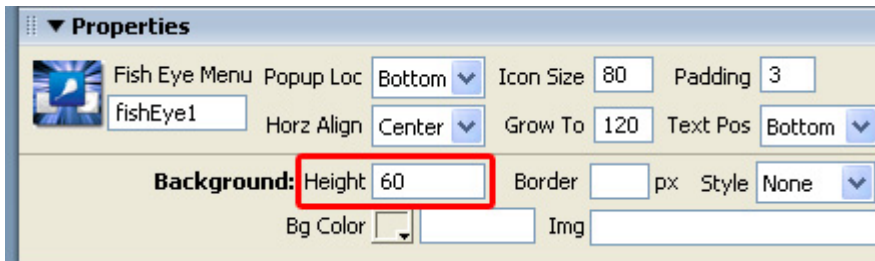 Properties
Fish Eye Menu Popup Loc Bottom Icon Size 80 Padding 3
fishEye1 Horz Align Center Grow To 120 Text Pos Bottom
Background: Height 60 Border px Style None
Bg Color Img